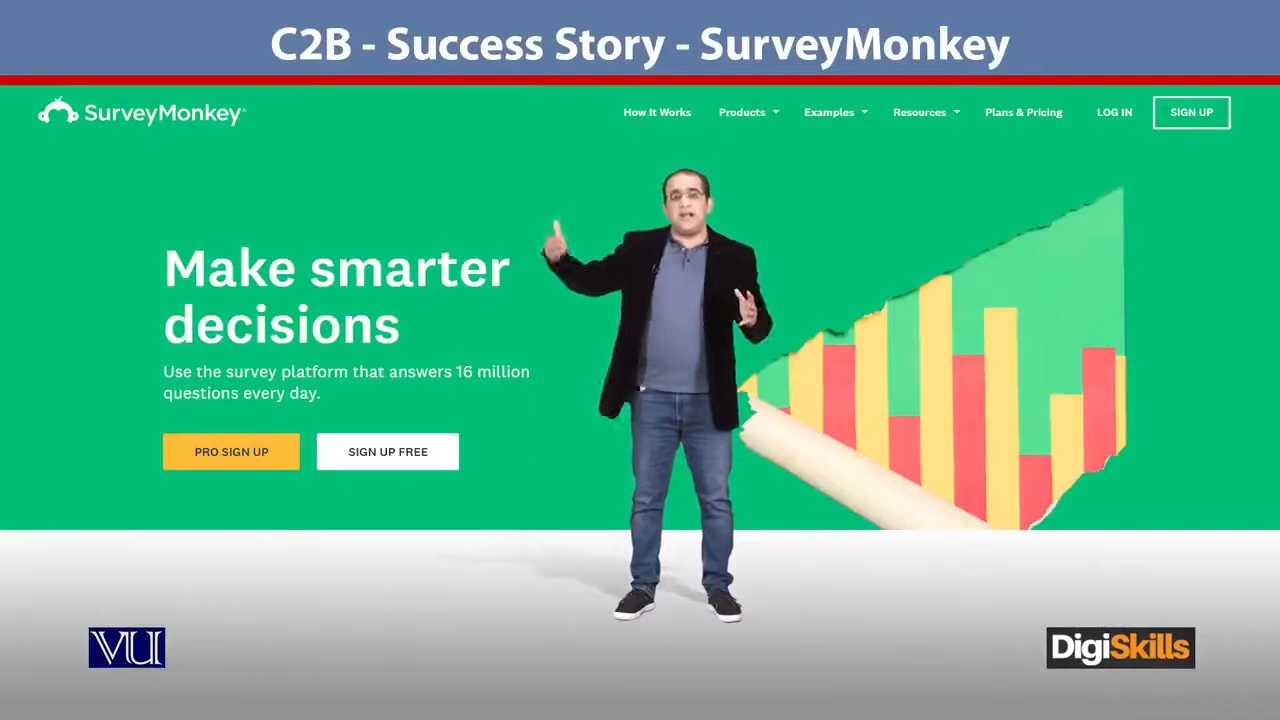 C2B - Success Story - SurveyMonkey
SurveyMonkey
How It Works
Products
Examples
Resources
Plans & Pricing
LOG IN
SIGN UP
Make smarter
decisions
Use the survey platform that answers 16 million
questions every day.
PRO SIGN UP
SIGN UP FREE
VU
DigiSkills